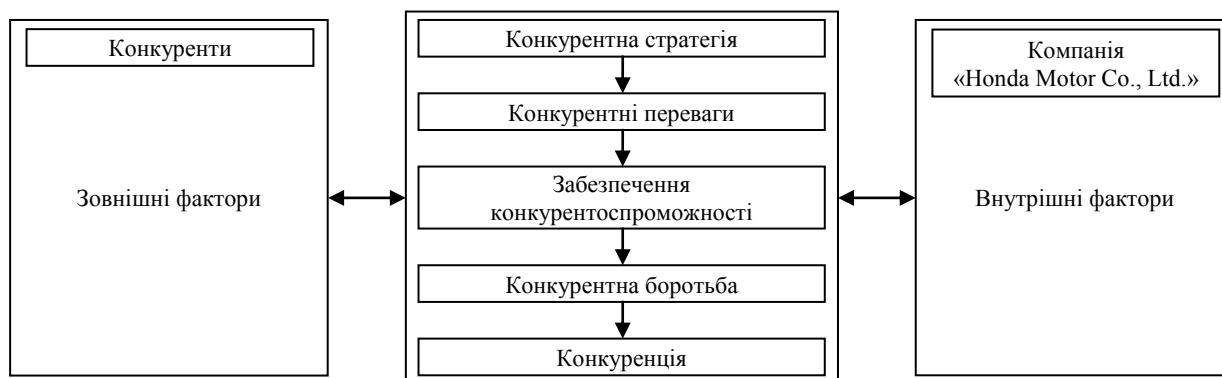 Конкуренти
Зовнішні фактори
Конкурентна стратегія
Конкурентні переваги
Забезпечення
конкурентоспроможності
Конкурентна боротьба
Конкуренція
Компанія
«Honda Motor Co., Ltd.»
Внутрішні фактори